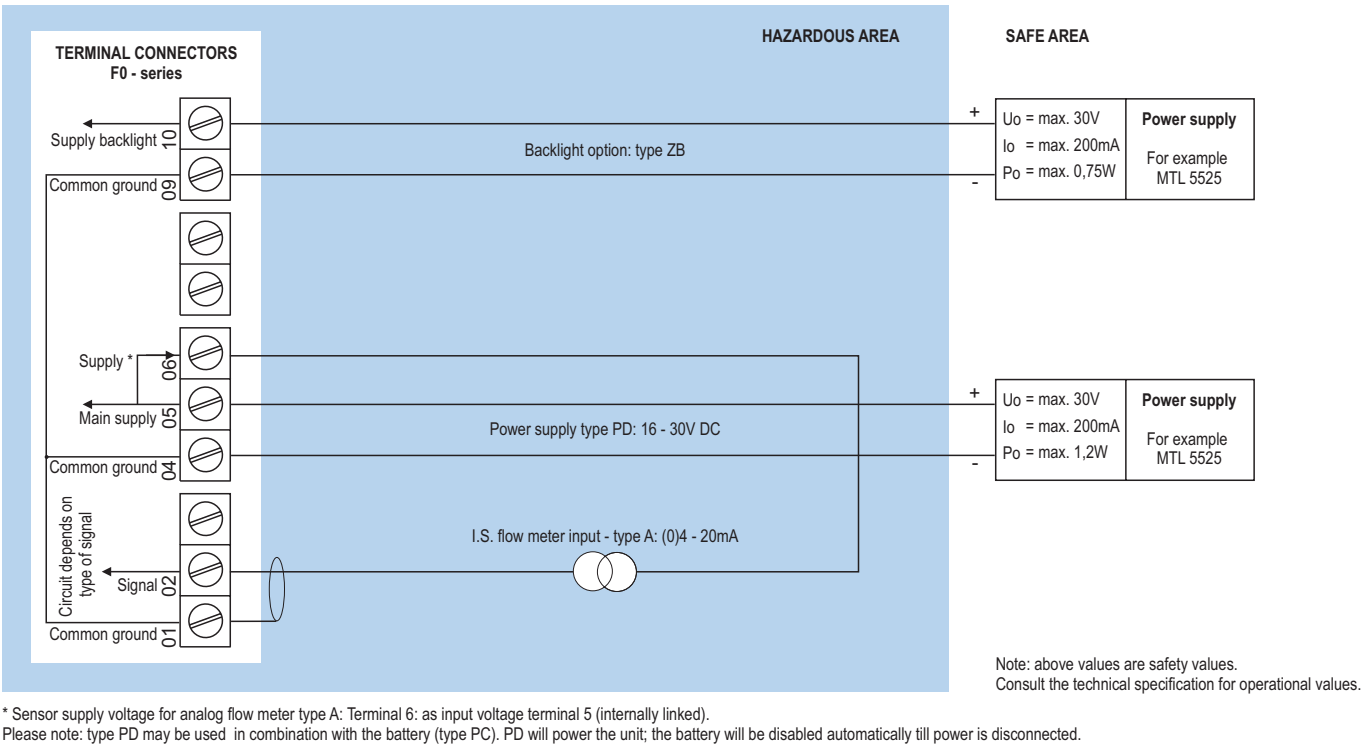 HAZARDOUS AREA
SAFE AREA
TERMINAL CONNECTORS
F0 - series
Supply backlight
10
Common ground
09
Backlight option: type ZB
+
-
Uo = max. 30V
Io = max. 200mA
Po = max. 0,75W
Power supply
For example
MTL 5525
Supply *
06
Main supply
05
Common ground
04
Power supply type PD: 16 - 30V DC
+
-
Uo = max. 30V
Io = max. 200mA
Po = max. 1,2W
Power supply
For example
MTL 5525
Circuit depends on
type of signal
I.S. flow meter input - type A: (0)4 - 20mA
Signal
02
Common ground
01
Note: above values are safety values.
Consult the technical specification for operational values.
* Sensor supply voltage for analog flow meter type A: Terminal 6: as input voltage terminal 5 (internally linked).
Please note: type PD may be used in combination with the battery (type PC). PD will power the unit; the battery will be disabled automatically till power is disconnected.